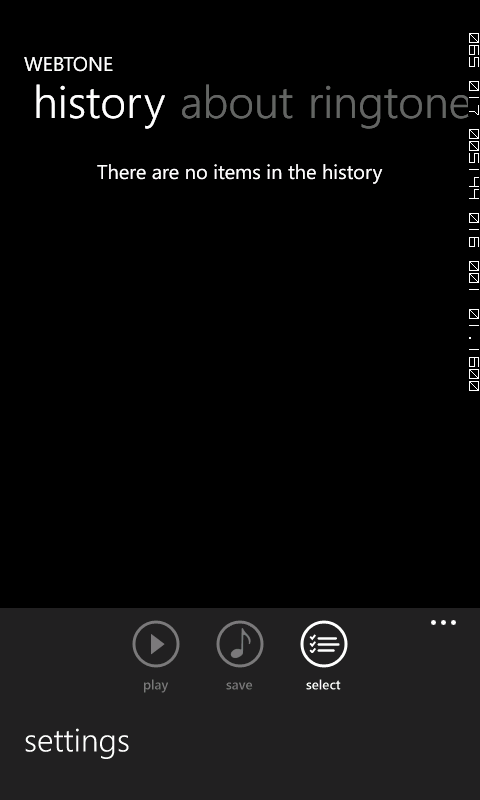 WEBTONE
history about ringtone
There are no items in the history
065 017 005144 016 001 01.1600
play
save
select
settings